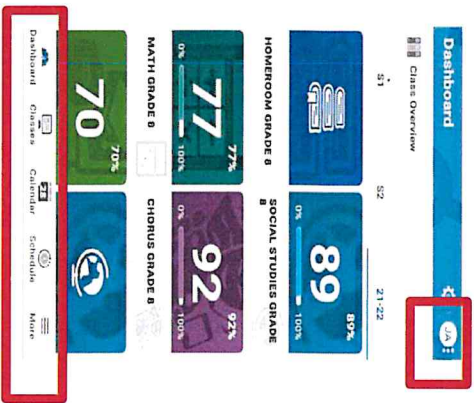 Dashboard JA
Class Overview
S1 S2 21-22
89%
89
0% 100%
HOMEROOM GRADE 8 SOCIAL STUDIES GRADE
8
77% 92%
77 92
0% 100% 0% 100%
MATH GRADE 8 CHORUS GRADE 8
70%
70
Dashboard Classes Calendar Schedule More